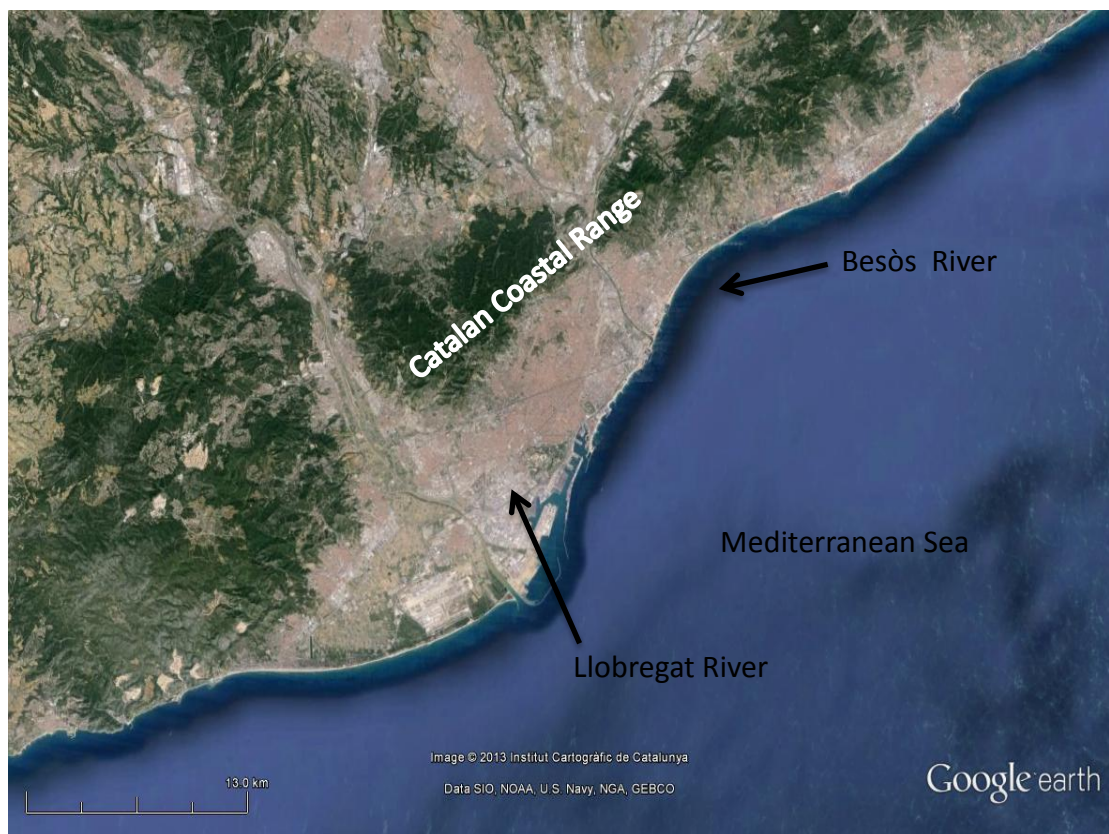 Catalan Coastal Range
Besòs River
Mediterranean Sea
Llobregat River
Image © 2013 Institut Cartogràfic de Catalunya
13.0 km
Data SIO, NOAA, U.S. Navy, NGA, GEBCO
Google earth